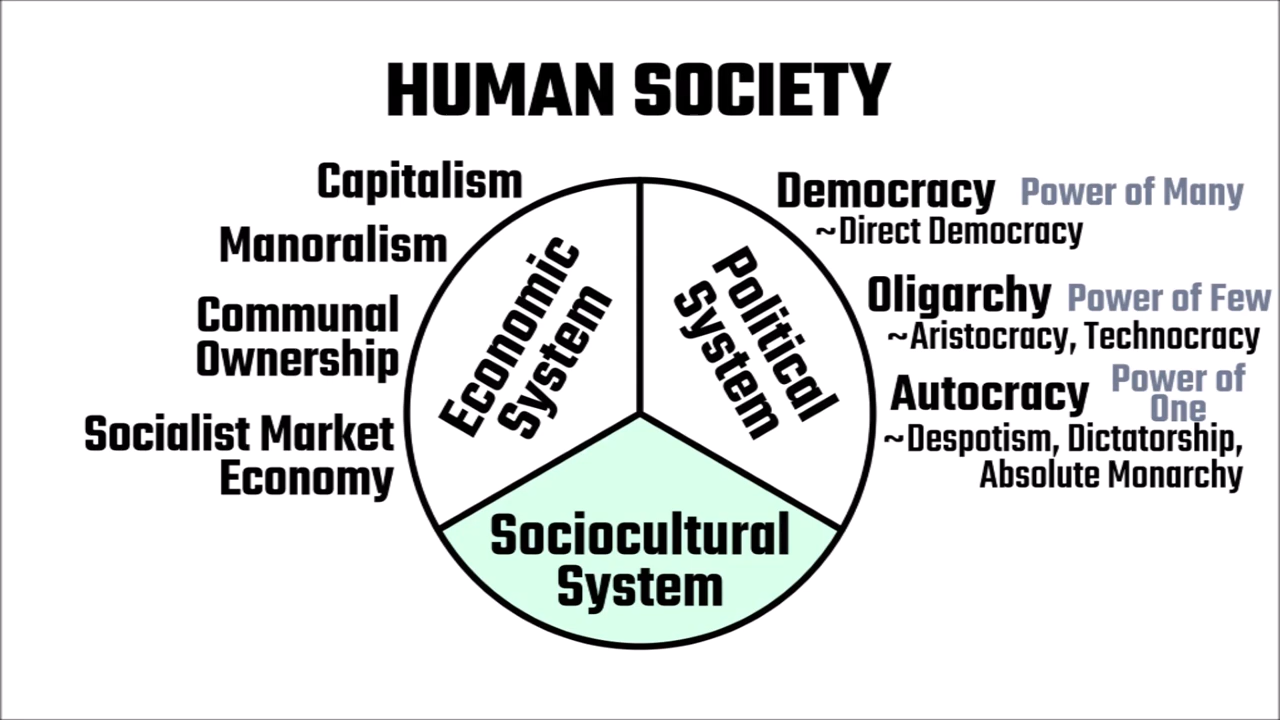 HUMAN SOCIETY
Capitalism
Manoralism
Communal
Ownership
Socialist Market
Economy
Economic
System
Political
System
Sociocultural
System
Democracy Power of Many
~Direct Democracy
Oligarchy Power of Few
~Aristocracy, Technocracy
Autocracy Power of
One
~Despotism, Dictatorship,
Absolute Monarchy